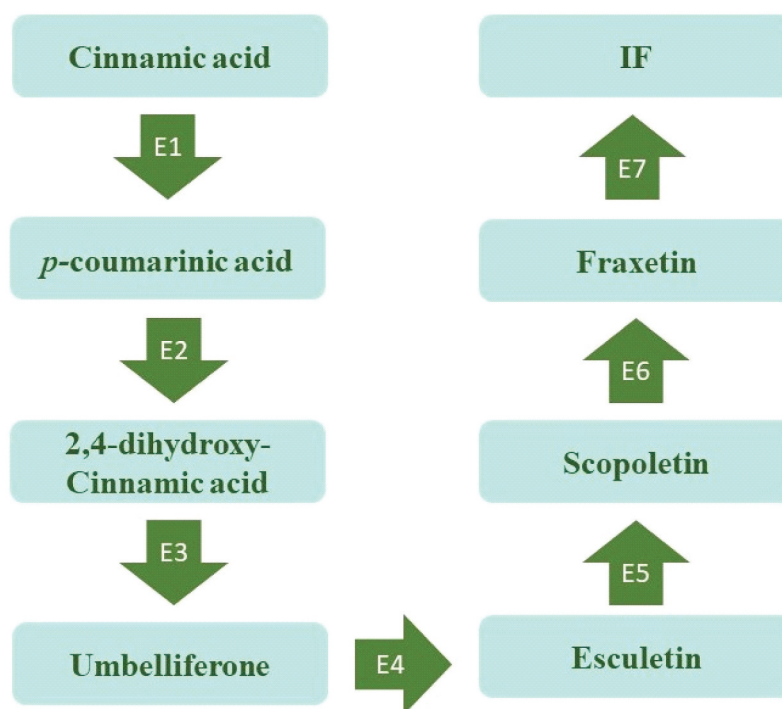 Cinnamic acid
E1
p-coumarinic acid
E2
2,4-dihydroxy-
Cinnamic acid
E3
Umbelliferone
E4
Esculetin
E5
Scopoletin
E6
Fraxetin
E7
IF